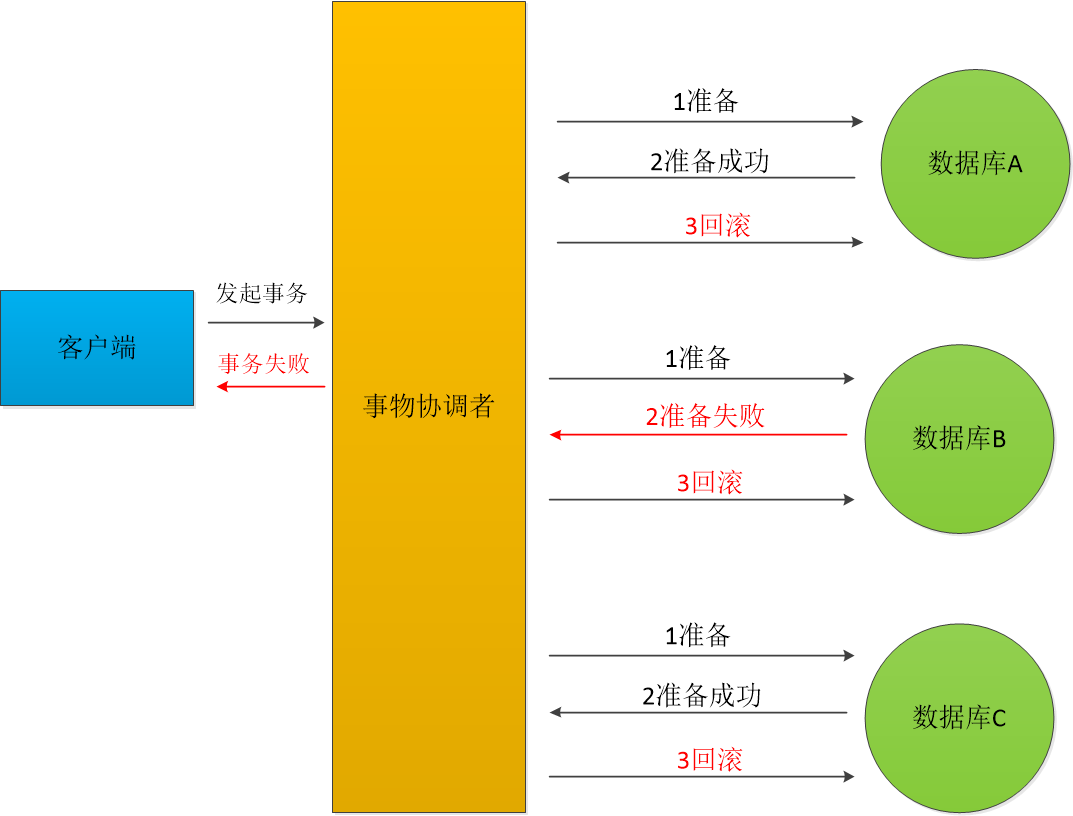 1准备
2准备成功
数据库A
3回滚
发起事务
客户端
事务失败
事物协调者
1准备
2准备失败
数据库B
3回滚
1准备
2准备成功
数据库C
3回滚